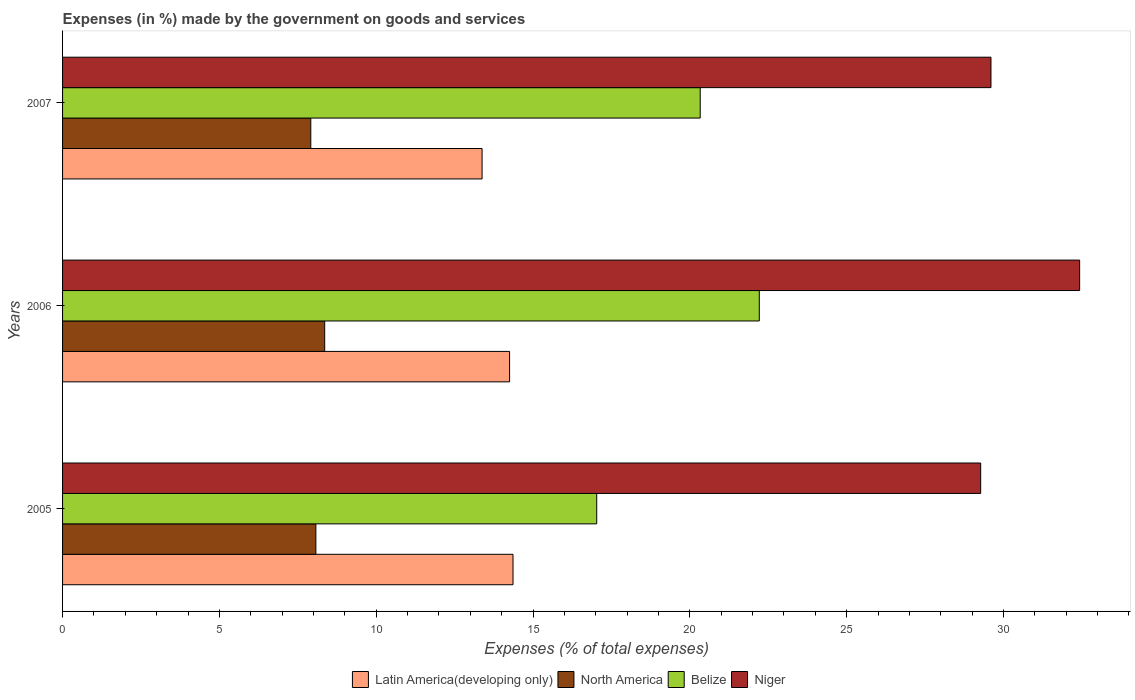 Expenses (in %) made by the government on goods and services
2007
2006
2005
Years
0
5
10
15
20
25
30
Expenses (% of total expenses)
Latin America(developing only)
North America
Belize
Niger